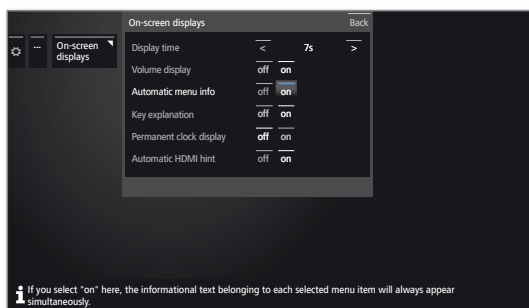 On-screen displays Back
... On-screen
displays
Display time < 7s >
Volume display off on
Automatic menu info off on
Key explanation off on
Permanent clock display off on
Automatic HDMI hint off on
If you select "on" here, the informational text belonging to each selected menu item will always appear
simultaneously.